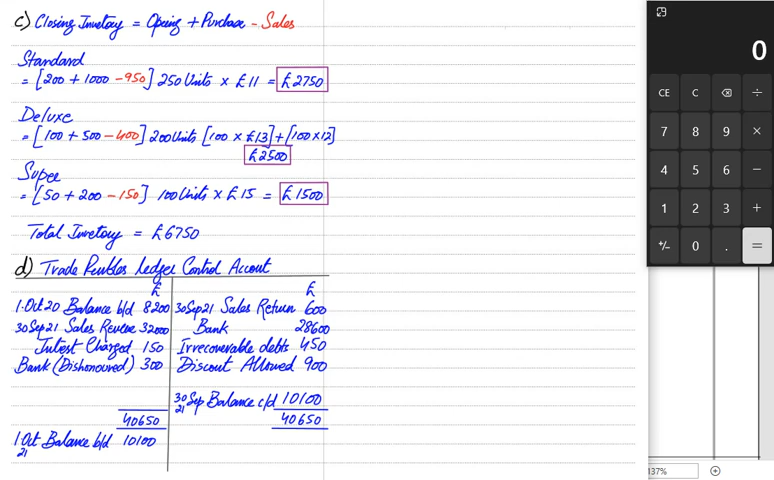 c) Closing Inventory = Opening + Purchase - Sales
Standard
= [200 + 1000 - 950] 250 Units × £11 = £2750
Deluxe
= [100 + 500 - 400] 200 Units [100 × £13] + [100 × 12]
£2500
Super
= [50 + 200 - 150] 100 Units × £15 = £1500
Total Inventory = £6750
d) Trade Ledger Control Account
£ £
1. Oct 20 Balance b/d 8200 30 Sep 21 Sales Return 600
30 Sep 21 Sales 32000 Bank 28600
Interest Charged 150 Irrecoverable debts 450
Bank (Dishonoured) 300 Discount Allowed 900
30 Sep Balance c/d 10100
21
40650 40650
1 Oct Balance b/d 10100
21
0
CE C ⌫ ÷
7 8 9 ×
4 5 6 −
1 2 3 +
+/- 0 . =
137%